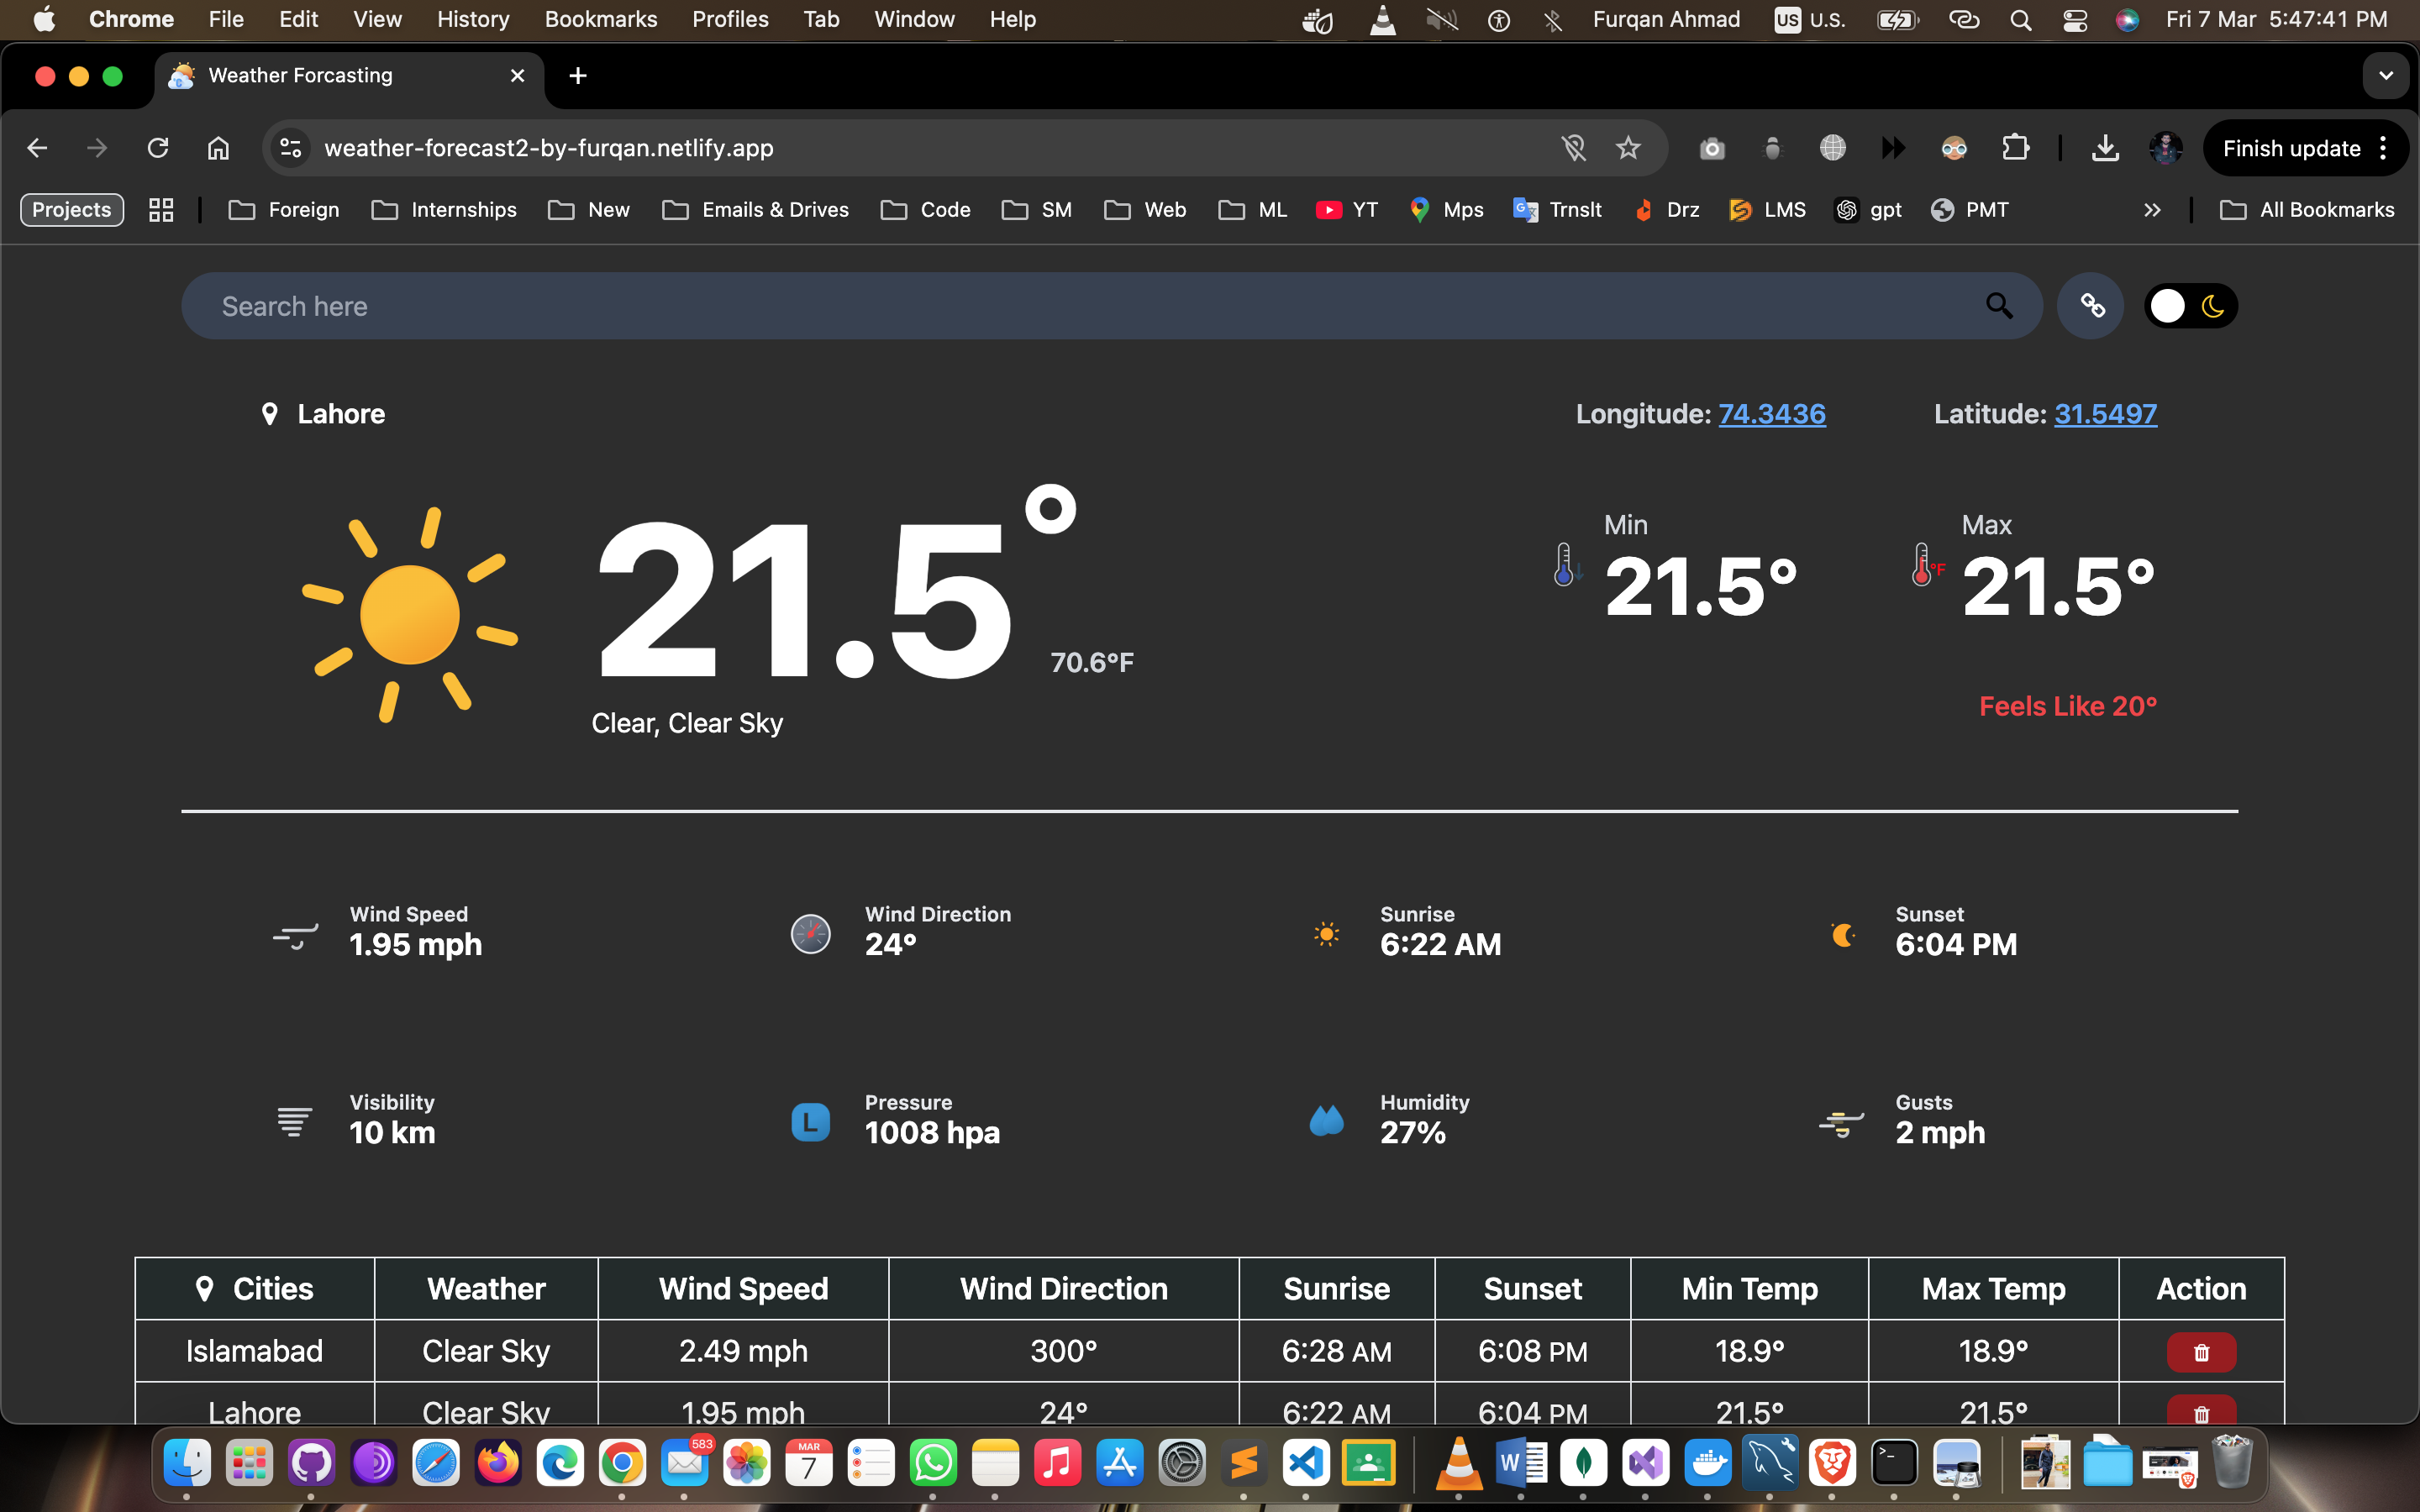 Chrome File Edit View History Bookmarks Profiles Tab Window Help Furqan Ahmad US U.S. Fri 7 Mar 5:47:41 PM
Weather Forcasting
weather-forecast2-by-furqan.netlify.app Finish update
Projects Foreign Internships New Emails & Drives Code SM Web ML YT Mps Trnslt Drz LMS gpt PMT All Bookmarks
Search here
Lahore Longitude: 74.3436 Latitude: 31.5497
Min Max
21.5° 21.5° °F 21.5°
70.6°F
Feels Like 20°
Clear, Clear Sky
Wind Speed Wind Direction Sunrise Sunset
1.95 mph 24° 6:22 AM 6:04 PM
Visibility Pressure Humidity Gusts
10 km L 1008 hpa 27% 2 mph
Cities Weather Wind Speed Wind Direction Sunrise Sunset Min Temp Max Temp Action
Islamabad Clear Sky 2.49 mph 300° 6:28 AM 6:08 PM 18.9° 18.9°
Lahore Clear Sky 1.95 mph 24° 6:22 AM 6:04 PM 21.5° 21.5°
583
MAR
7
W